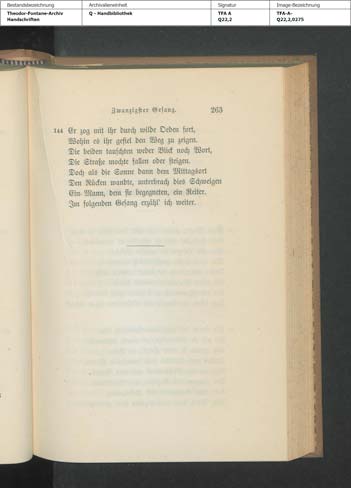 Bestandsbezeichnung
Theodor-Fontane-Archiv
Handschriften
Archivalieneinheit
Q - Handbibliothek
Signatur
TFA A
Q22,2
Image-Bezeichnung
TFA-A-
Q22,2,0275
Zwanzigster Gesang. 263
144 Er zog mit ihr durch wilde Oeden fort,
Wohin es ihr gefiel den Weg zu zeigen.
Die beiden tauschten weder Blick noch Wort,
Die Straße mochte fallen oder steigen.
Doch als die Sonne dann dem Mittagsort
Den Rücken wandte, unterbrach dies Schweigen
Ein Mann, dem sie begegneten, ein Reiter.
Im folgenden Gesang erzähl' ich weiter.